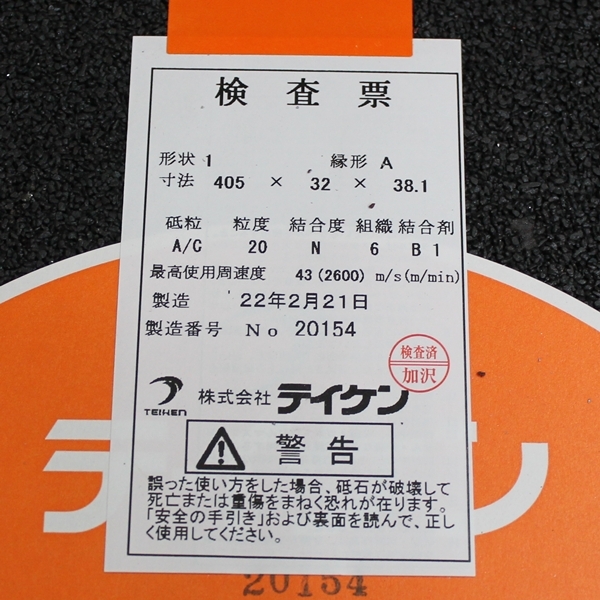 検査票
形状 1 縁形 A
寸法 405 × 32 × 38.1
砥粒 粒度 結合度 組織 結合剤
A/C 20 N 6 B1
最高使用周速度 43 (2600) m/s(m/min)
製造 22年2月21日
製造番号 No 20154
検査済
加沢
TEIKEN 株式会社 テイケン
警告
誤った使い方をした場合、砥石が破壊して
死亡または重傷をまねく恐れが在ります。
「安全の手引き」および裏面を読んで、正し
く使用してください。
テイケン
20154